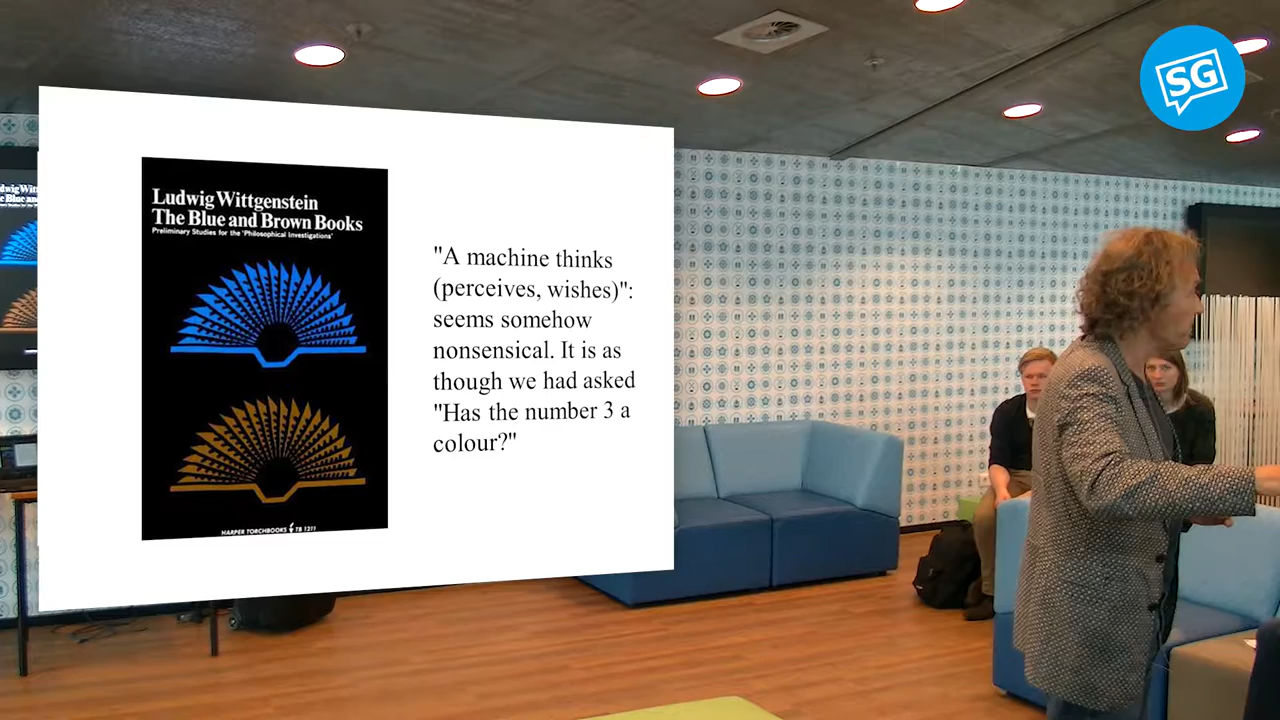 SG
Ludwig Wittgenstein
The Blue and Brown Books
Preliminary Studies for the 'Philosophical Investigations'
HARPER TORCHBOOKS TB 1211
"A machine thinks
(perceives, wishes)":
seems somehow
nonsensical. It is as
though we had asked
"Has the number 3 a
colour?"